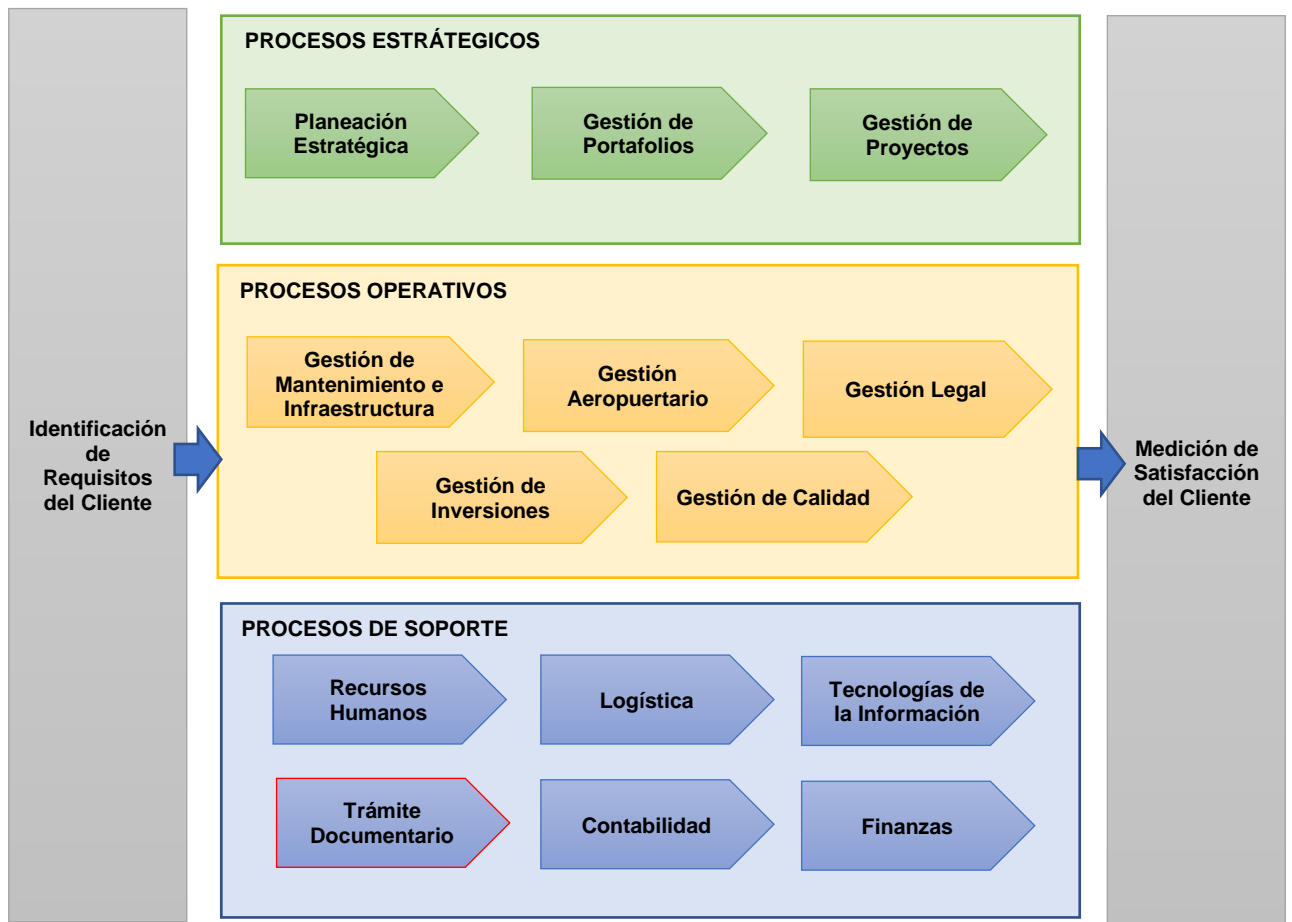 PROCESOS ESTRÁTEGICOS
Planeación
Estratégica
Gestión de
Portafolios
Gestión de
Proyectos
PROCESOS OPERATIVOS
Gestión de
Mantenimiento e
Infraestructura
Gestión
Aeropuertario
Gestión Legal
Gestión de
Inversiones
Gestión de Calidad
Identificación
de
Requisitos
del Cliente
Medición de
Satisfacción
del Cliente
PROCESOS DE SOPORTE
Recursos
Humanos
Logística
Tecnologías de
la Información
Trámite
Documentario
Contabilidad
Finanzas